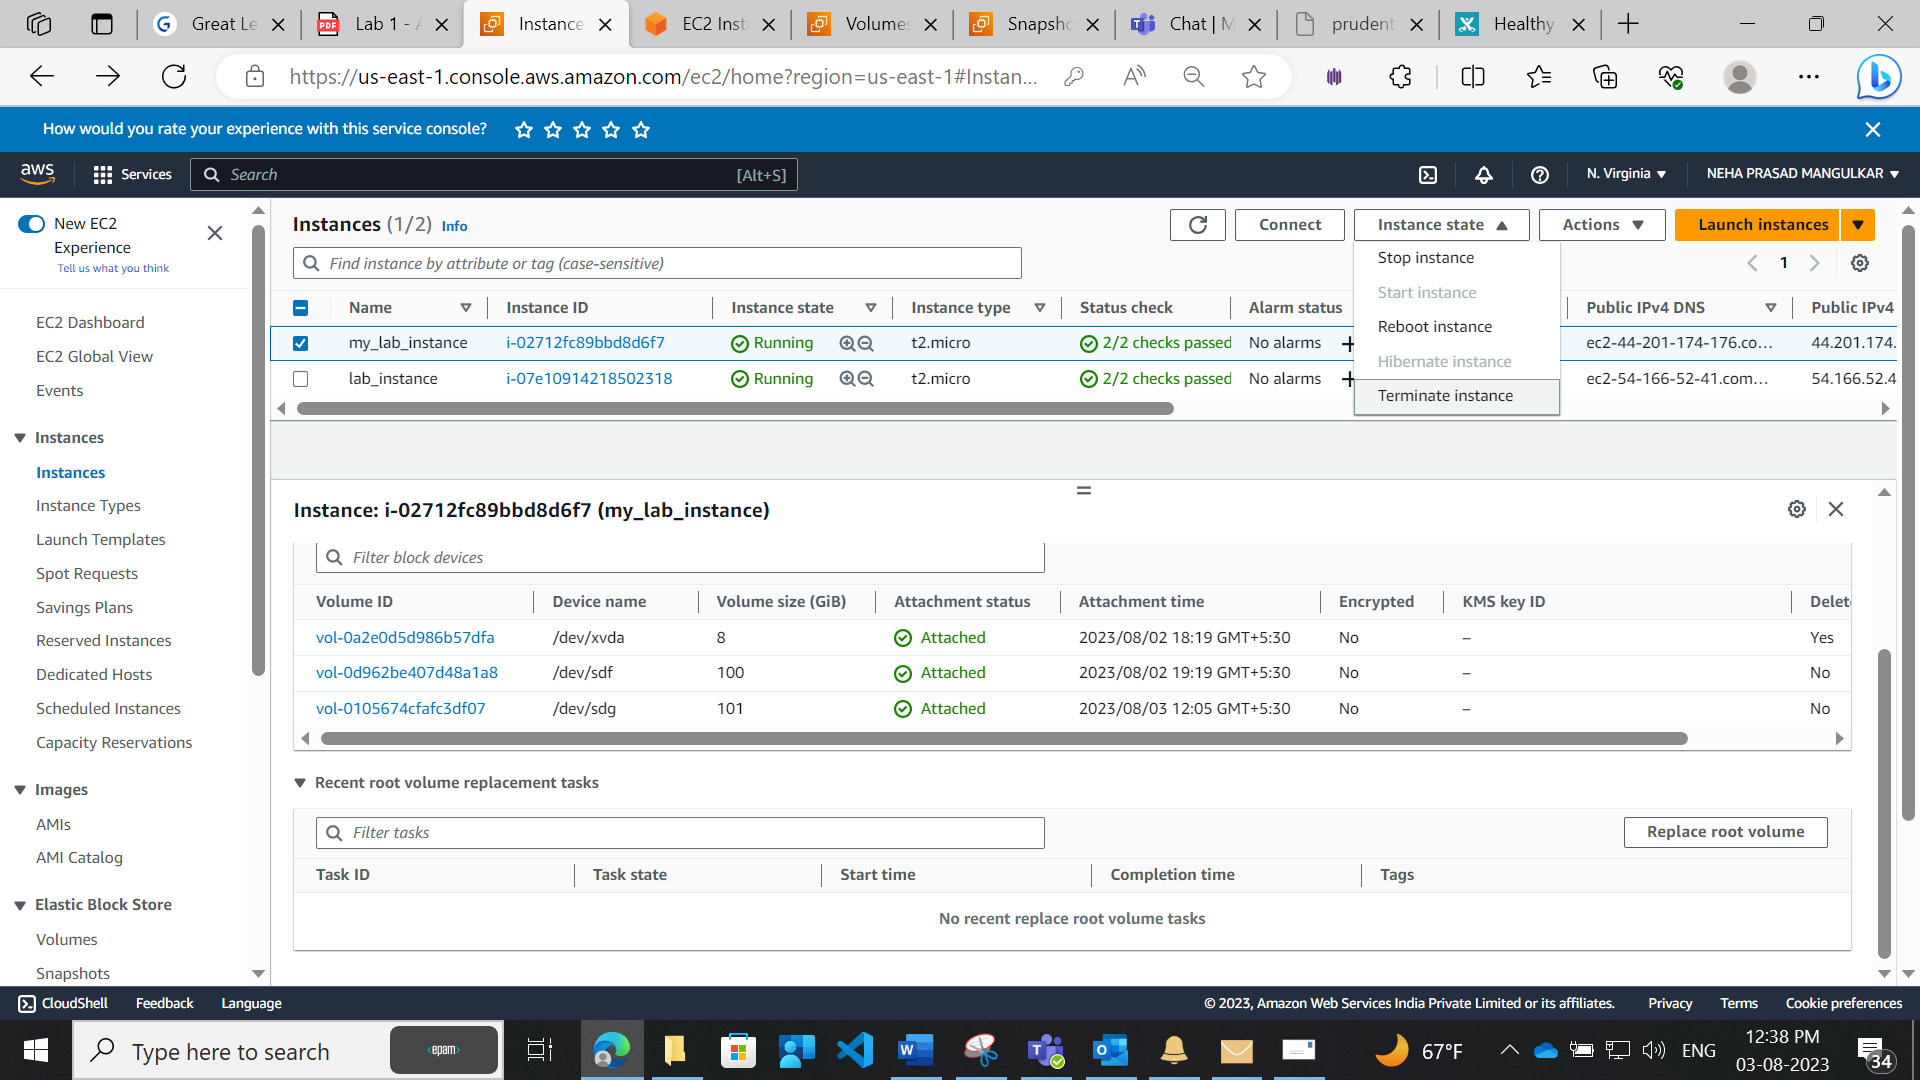 Great Le
Lab 1 - A
Instance
EC2 Inst
Volumes
Snapsho
Chat | M
prudent
Healthy
https://us-east-1.console.aws.amazon.com/ec2/home?region=us-east-1#Instan...
How would you rate your experience with this service console?
aws
Services
Search
[Alt+S]
N. Virginia
NEHA PRASAD MANGULKAR
New EC2
Experience
Tell us what you think
EC2 Dashboard
EC2 Global View
Events
Instances
Instances
Instance Types
Launch Templates
Spot Requests
Savings Plans
Reserved Instances
Dedicated Hosts
Scheduled Instances
Capacity Reservations
Images
AMIs
AMI Catalog
Elastic Block Store
Volumes
Snapshots
Instances (1/2) Info
Connect
Instance state
Actions
Launch instances
Find instance by attribute or tag (case-sensitive)
1
Stop instance
Start instance
Reboot instance
Hibernate instance
Terminate instance
Name Instance ID Instance state Instance type Status check Alarm status Public IPv4 DNS Public IPv4
my_lab_instance i-02712fc89bbd8d6f7 Running t2.micro 2/2 checks passed No alarms ec2-44-201-174-176.co... 44.201.174.
lab_instance i-07e10914218502318 Running t2.micro 2/2 checks passed No alarms ec2-54-166-52-41.com... 54.166.52.4
Instance: i-02712fc89bbd8d6f7 (my_lab_instance)
Filter block devices
Volume ID Device name Volume size (GiB) Attachment status Attachment time Encrypted KMS key ID Delet
vol-0a2e0d5d986b57dfa /dev/xvda 8 Attached 2023/08/02 18:19 GMT+5:30 No – Yes
vol-0d962be407d48a1a8 /dev/sdf 100 Attached 2023/08/02 19:19 GMT+5:30 No – No
vol-0105674cfafc3df07 /dev/sdg 101 Attached 2023/08/03 12:05 GMT+5:30 No – No
Recent root volume replacement tasks
Filter tasks
Replace root volume
Task ID Task state Start time Completion time Tags
No recent replace root volume tasks
CloudShell Feedback Language
© 2023, Amazon Web Services India Private Limited or its affiliates. Privacy Terms Cookie preferences
Type here to search
<epam>
67°F
ENG
12:38 PM
03-08-2023
34